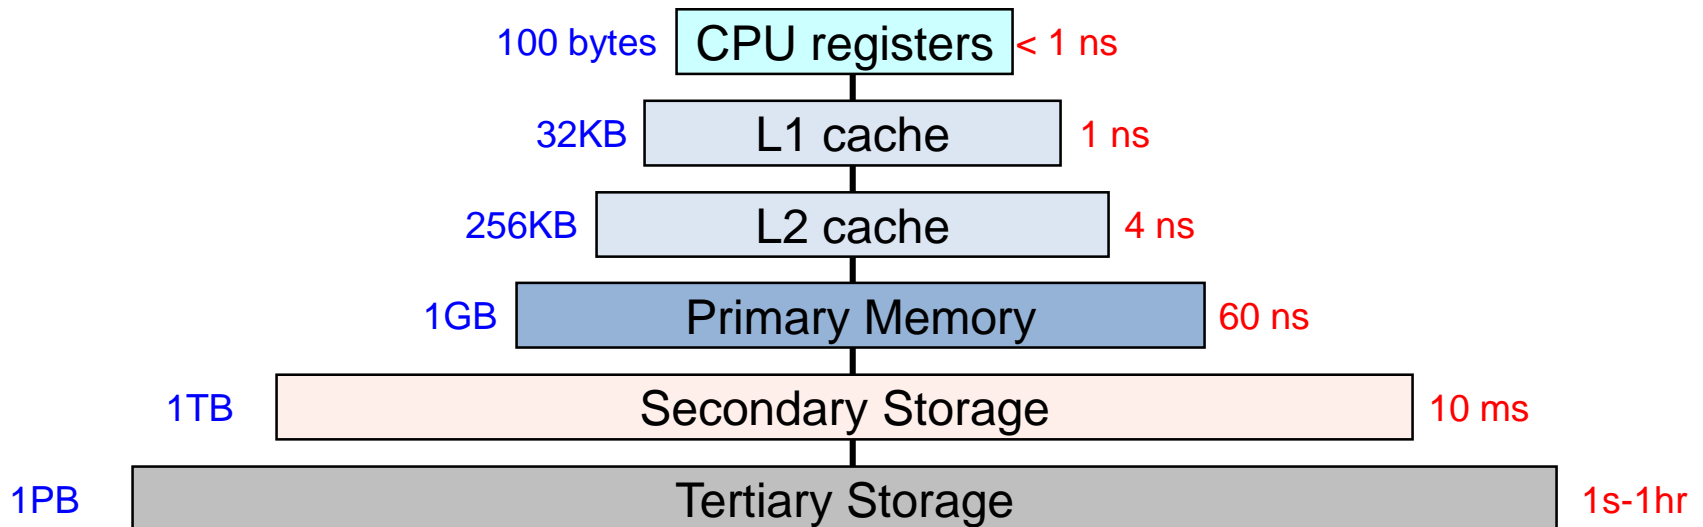 100 bytes CPU registers < 1 ns
32KB L1 cache 1 ns
256KB L2 cache 4 ns
1GB Primary Memory 60 ns
1TB Secondary Storage 10 ms
1PB Tertiary Storage 1s-1hr